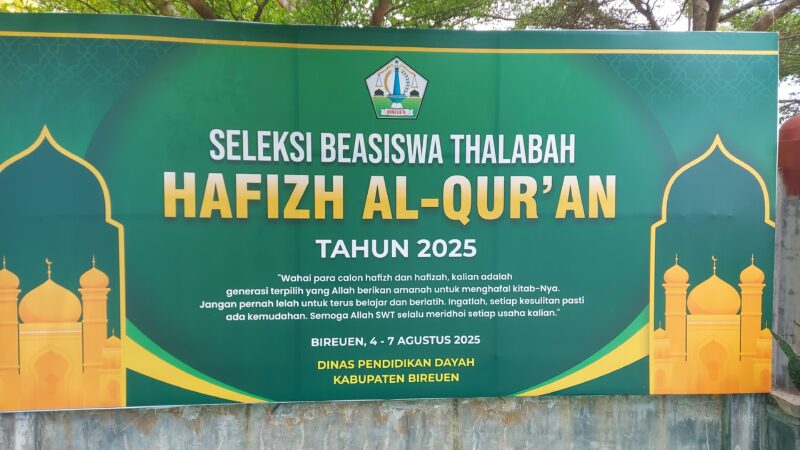 BIREUEN
SELEKSI BEASISWA THALABAH
HAFIZH AL-QUR'AN
TAHUN 2025
"Wahai para calon hafizh dan hafizah, kalian adalah
generasi terpilih yang Allah berikan amanah untuk menghafal kitab-Nya.
Jangan pernah lelah untuk terus belajar dan berlatih. Ingatlah, setiap kesulitan pasti
ada kemudahan. Semoga Allah SWT selalu meridhoi setiap usaha kalian."
BIREUEN, 4 - 7 AGUSTUS 2025
DINAS PENDIDIKAN DAYAH
KABUPATEN BIREUEN